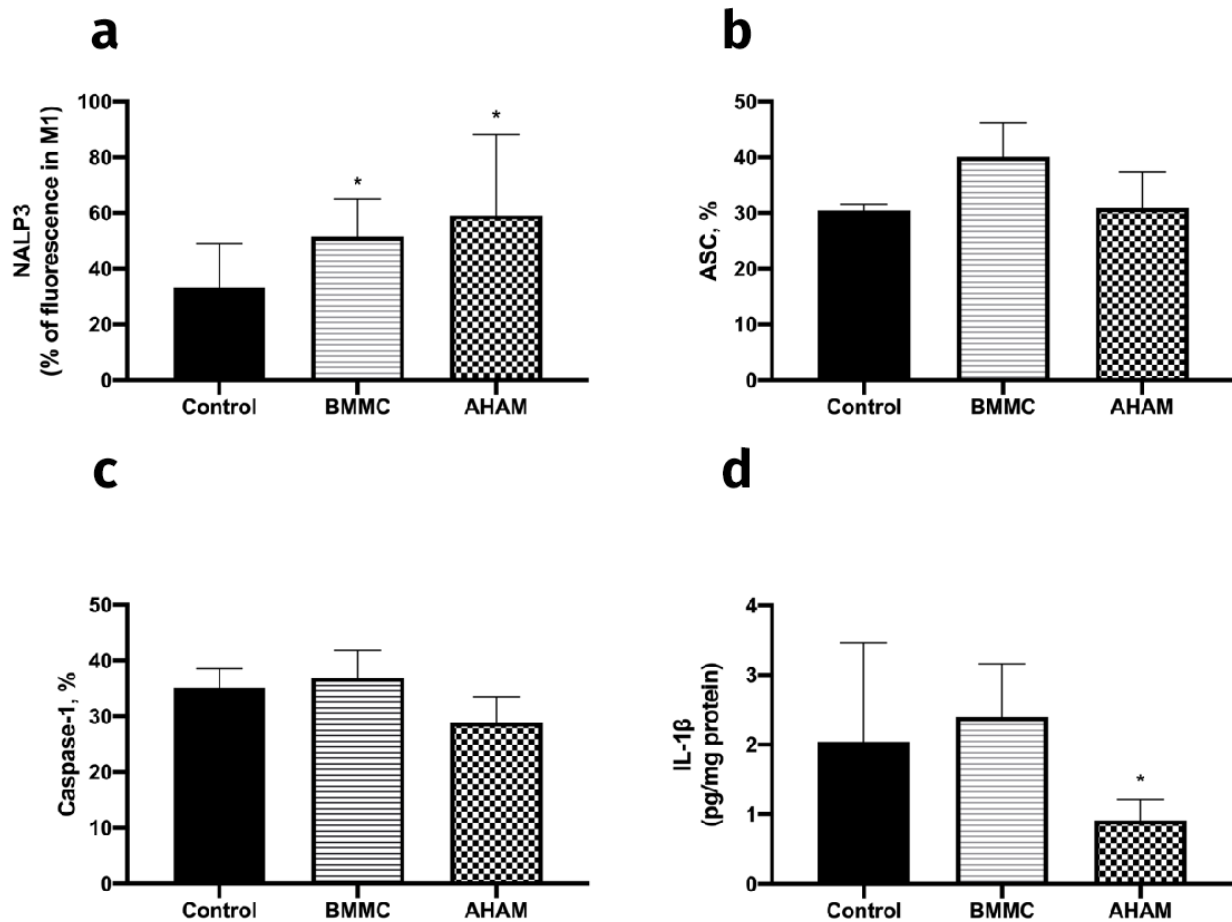 a
NALP3
(% of fluorescence in M1)
100
80
60
40
20
0
*
*
Control
BMMC
AHAM
b
ASC, %
50
40
30
20
10
0
Control
BMMC
AHAM
c
Caspase-1, %
50
40
30
20
10
0
Control
BMMC
AHAM
d
IL-1β
(pg/mg protein)
4
3
2
1
0
*
Control
BMMC
AHAM